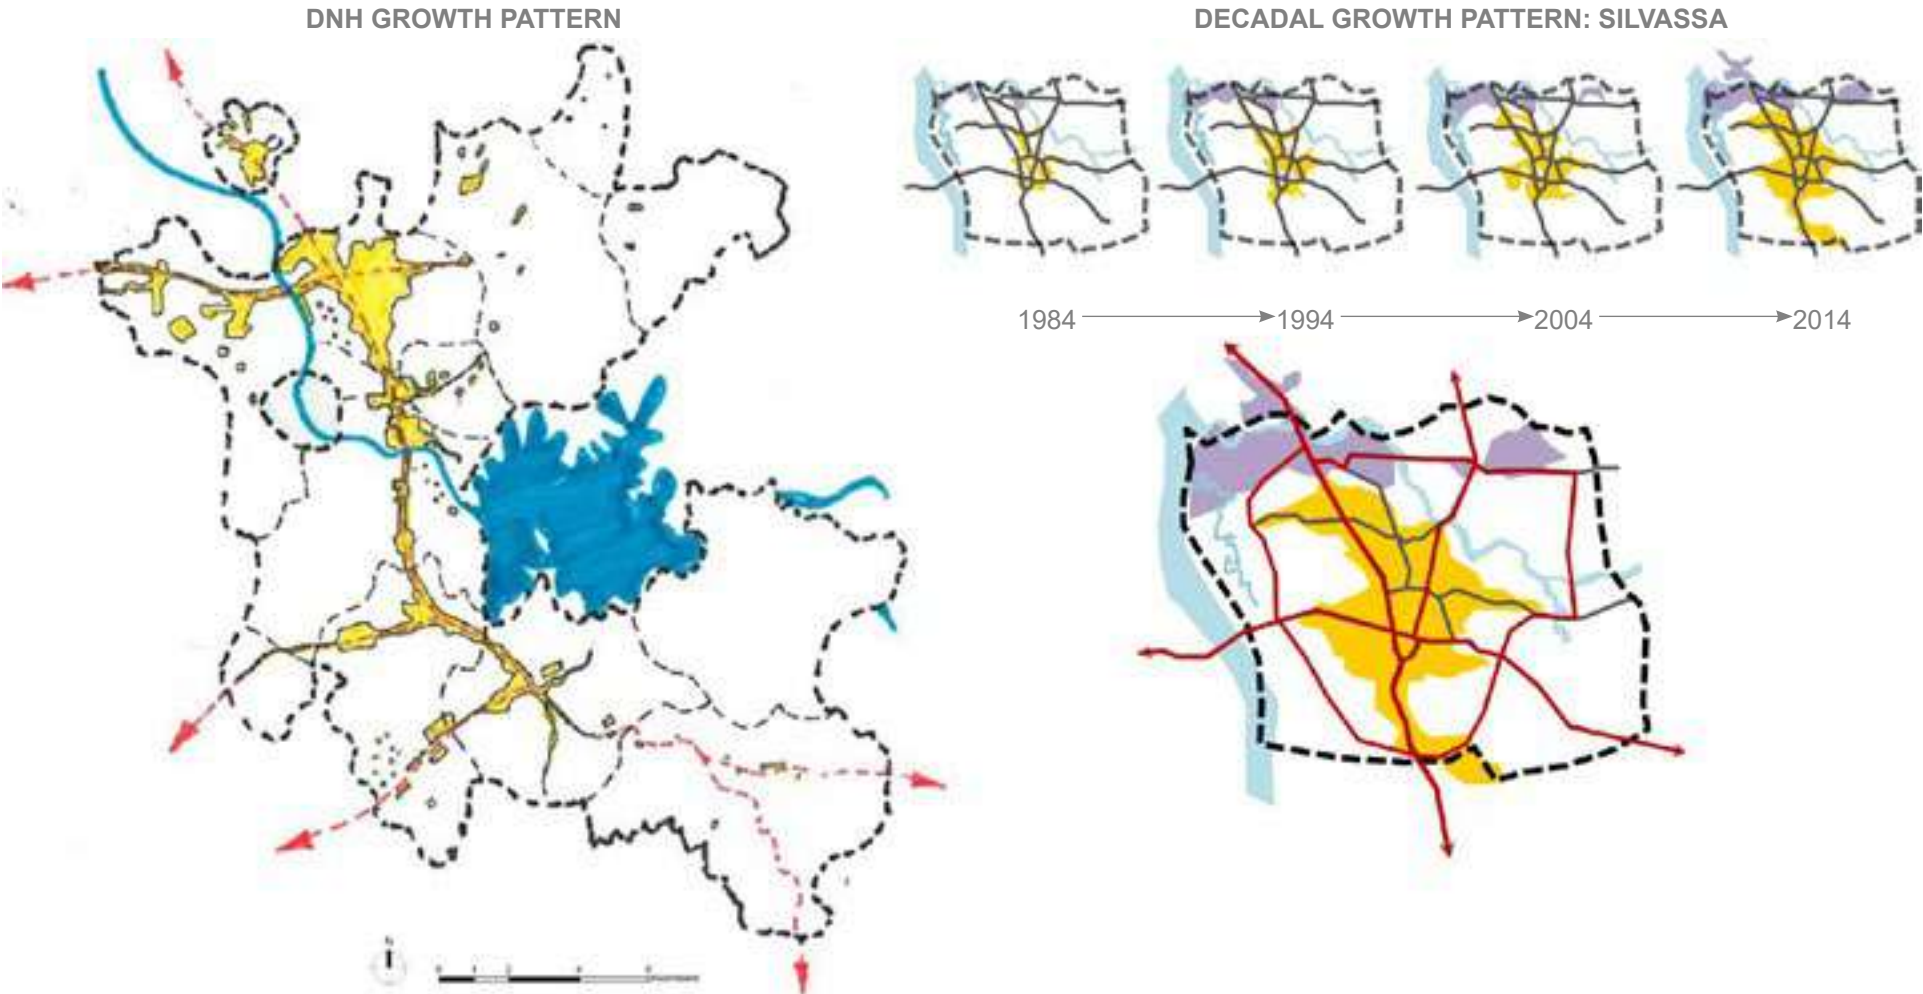 DNH GROWTH PATTERN
DECADAL GROWTH PATTERN: SILVASSA
1984
1994
2004
2014